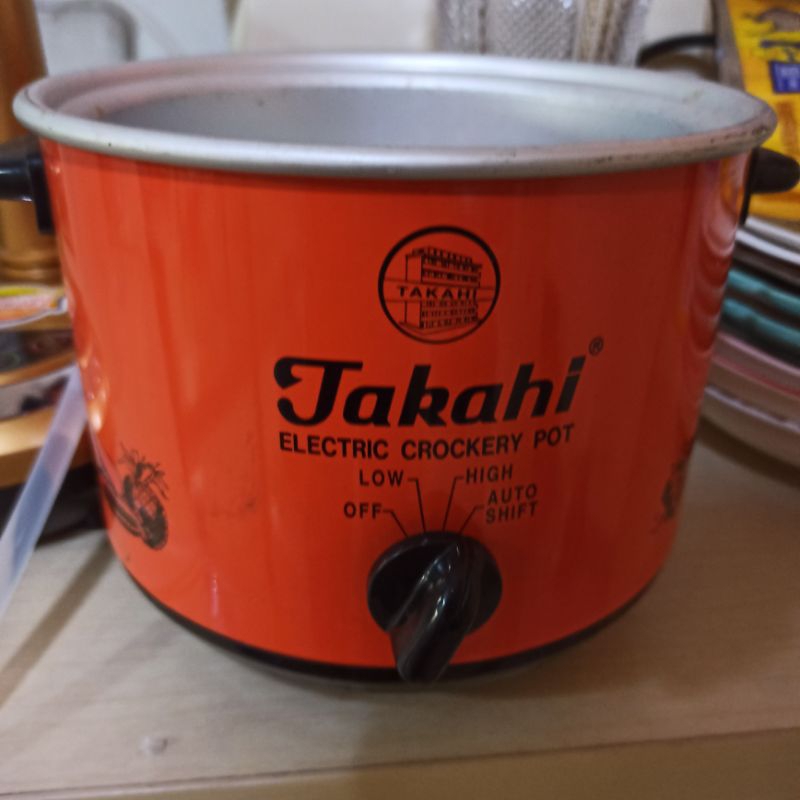 TAKAHI
Takahi®
ELECTRIC CROCKERY POT
LOW HIGH
OFF AUTO
SHIFT